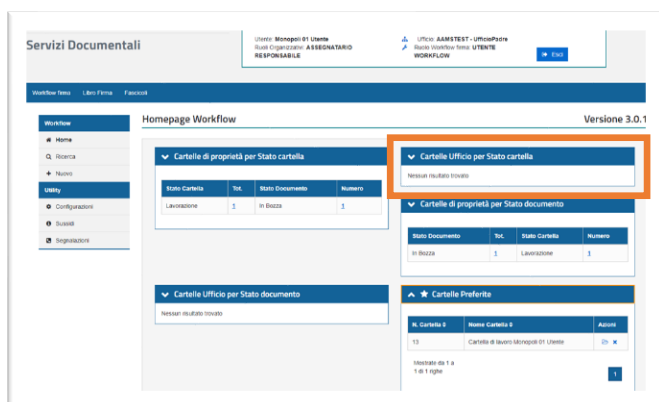 Servizi Documentali
Utente: Monopoli 01 Utente
Ruoli Organizzativi: ASSEGNATARIO
RESPONSABILE
Ufficio: AAMSTEST - UfficioPadre
Ruolo Workflow firma: UTENTE
WORKFLOW
Esci
Workflow firma Libro Firma Fascicoli
Workflow
Home
Ricerca
Nuovo
Utility
Configurazioni
Sussidi
Segnalazioni
Homepage Workflow
Versione 3.0.1
Cartelle di proprietà per Stato cartella
Stato Cartella Tot. Stato Documento Numero
Lavorazione 1 In Bozza 1
Cartelle Ufficio per Stato cartella
Nessun risultato trovato
Cartelle di proprietà per Stato documento
Stato Documento Tot. Stato Cartella Numero
In Bozza 1 Lavorazione 1
Cartelle Ufficio per Stato documento
Nessun risultato trovato
Cartelle Preferite
N. Cartella Nome Cartella Azioni
13 Cartella di lavoro Monopoli 01 Utente
Mostrate da 1 a
1 di 1 righe
1